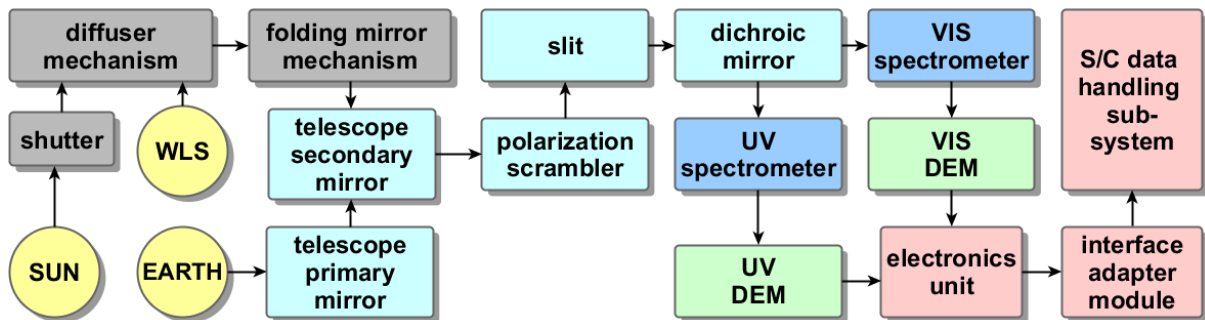 diffuser
mechanism
folding mirror
mechanism
slit
dichroic
mirror
VIS
spectrometer
S/C data
handling
sub-
system
shutter
WLS
telescope
secondary
mirror
polarization
scrambler
UV
spectrometer
VIS
DEM
SUN
EARTH
telescope
primary
mirror
UV
DEM
electronics
unit
interface
adapter
module